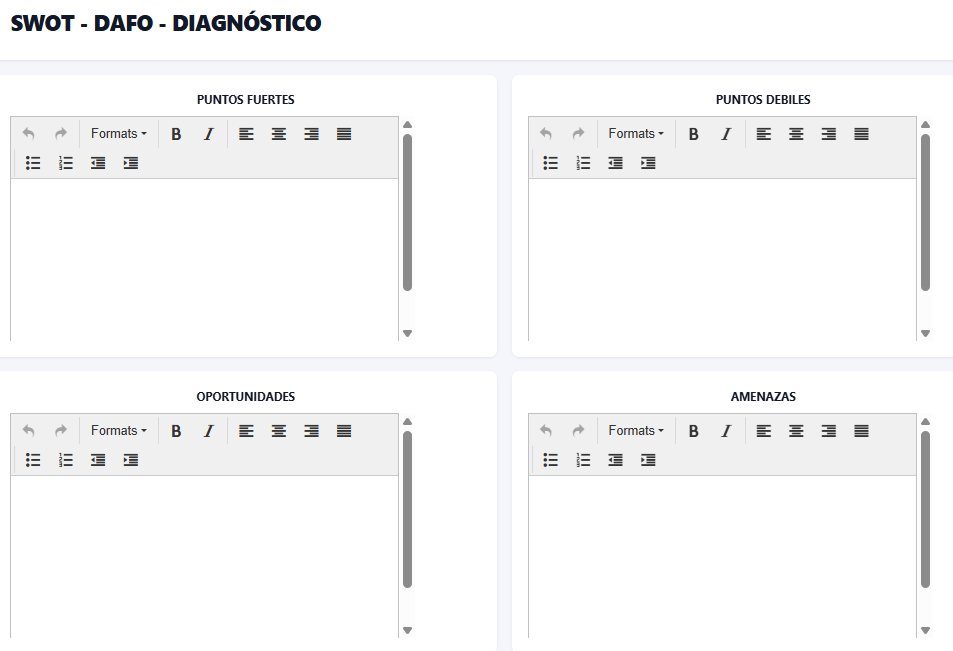 SWOT - DAFO - DIAGNÓSTICO
PUNTOS FUERTES
Formats B I
PUNTOS DEBILES
Formats B I
OPORTUNIDADES
Formats B I
AMENAZAS
Formats B I